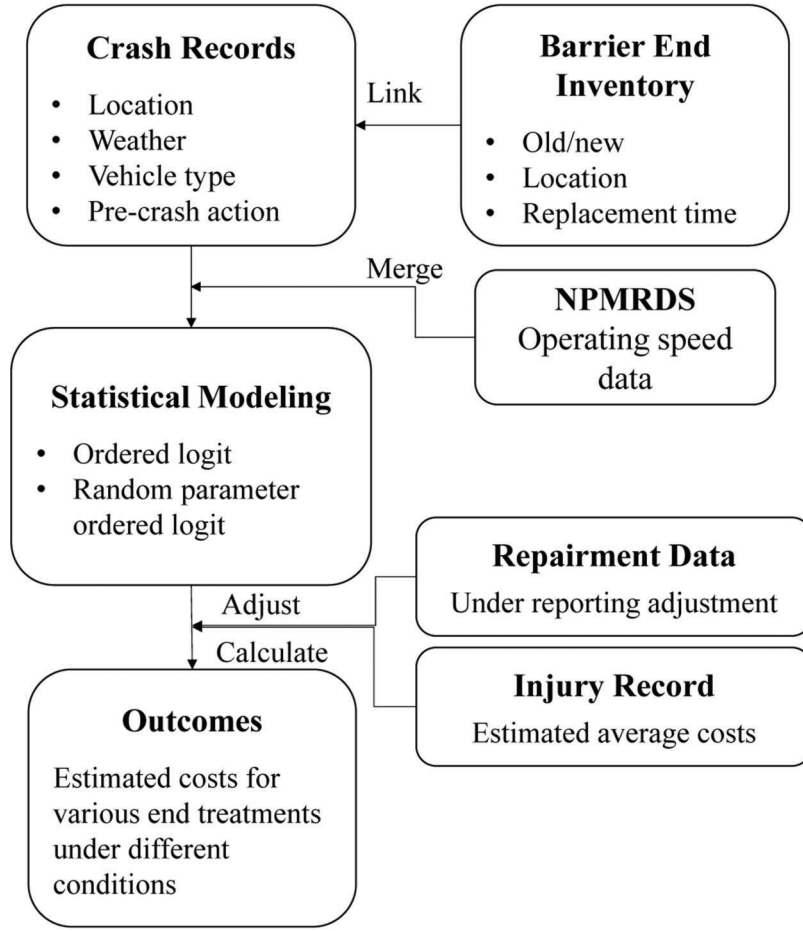 Crash Records
• Location
• Weather
• Vehicle type
• Pre-crash action
Link
Barrier End
Inventory
• Old/new
• Location
• Replacement time
Merge
NPMRDS
Operating speed
data
Statistical Modeling
• Ordered logit
• Random parameter
ordered logit
Adjust
Calculate
Repairment Data
Under reporting adjustment
Injury Record
Estimated average costs
Outcomes
Estimated costs for
various end treatments
under different
conditions